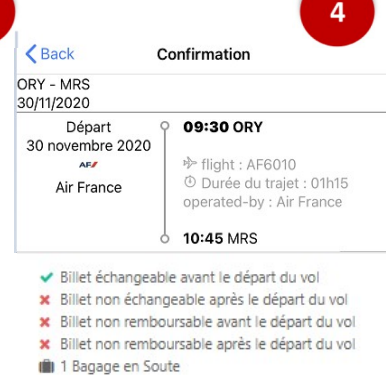 4
Back
Confirmation
ORY - MRS
30/11/2020
Départ
30 novembre 2020
AF
Air France
09:30 ORY
flight : AF6010
Durée du trajet : 01h15
operated-by : Air France
10:45 MRS
Billet échangeable avant le départ du vol
Billet non échangeable après le départ du vol
Billet non remboursable avant le départ du vol
Billet non remboursable après le départ du vol
1 Bagage en Soute